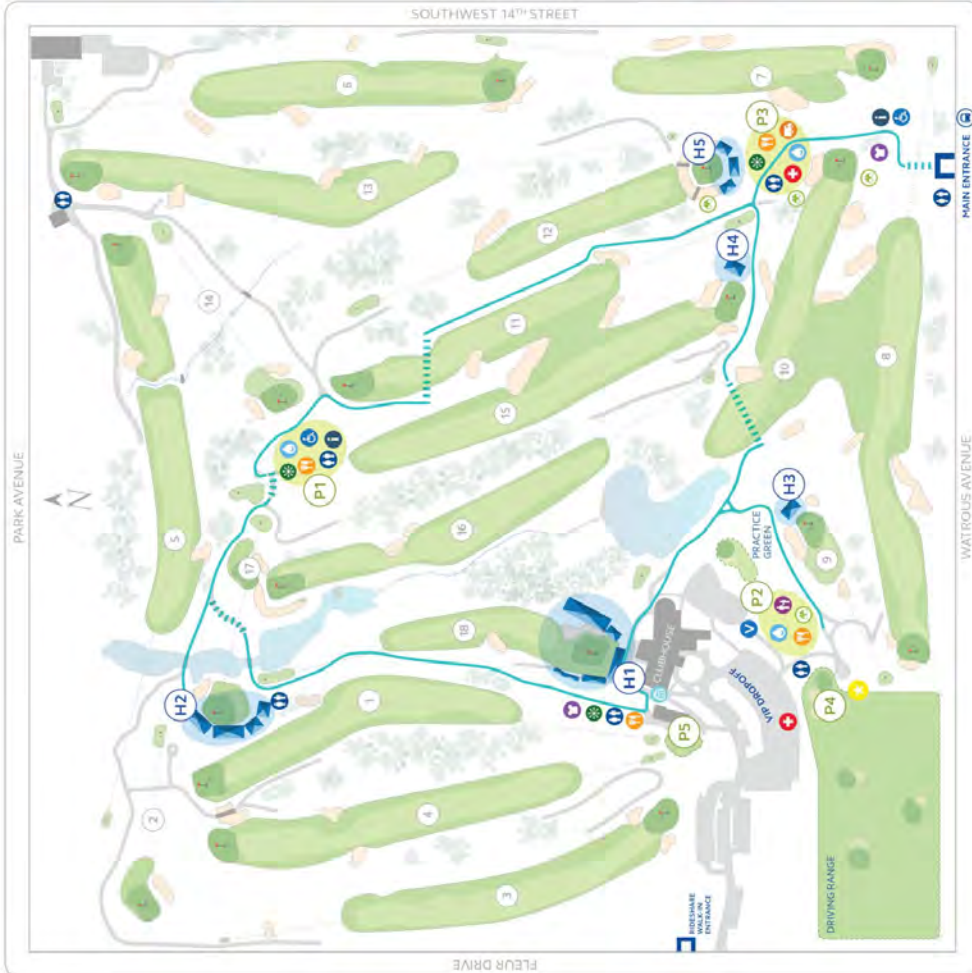 SOUTHWEST 14TH STREET
PARK AVENUE
N
WATROUS AVENUE
FLEUR DRIVE
6
7
13
H5
P3
12
MAIN ENTRANCE
H4
14
11
10
8
15
P1
5
16
H3
PRACTICE
GREEN
9
17
P2
V
18
CLUBHOUSE
H1
H2
VIP DROPOFF
P4
1
P5
2
4
3
DRIVING RANGE
RIDESHARE
WALK-IN
ENTRANCE